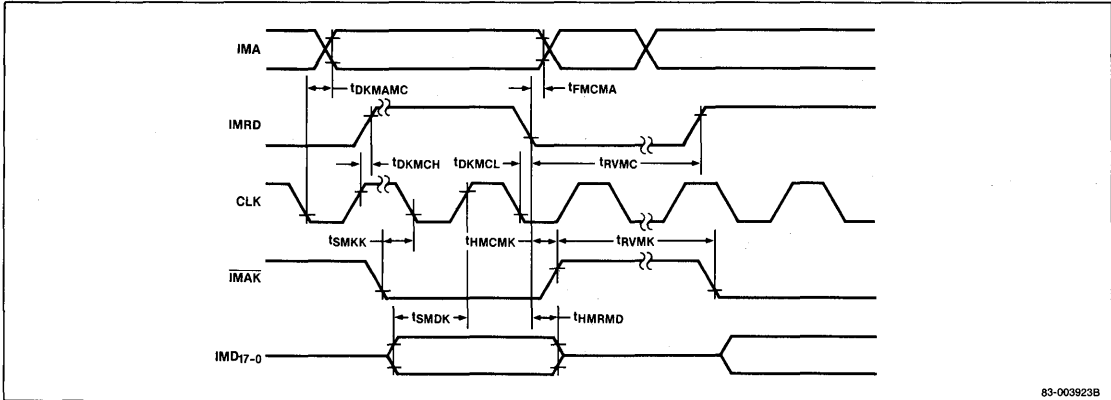 IMA
tDKMAMC
tFMCMA
IMRD
tDKMCH
tDKMCL
tRVMC
CLK
tSMKK
tHMCMK
tRVMK
IMAK
tSMDK
tHMRMD
IMD17-0
83-003923B